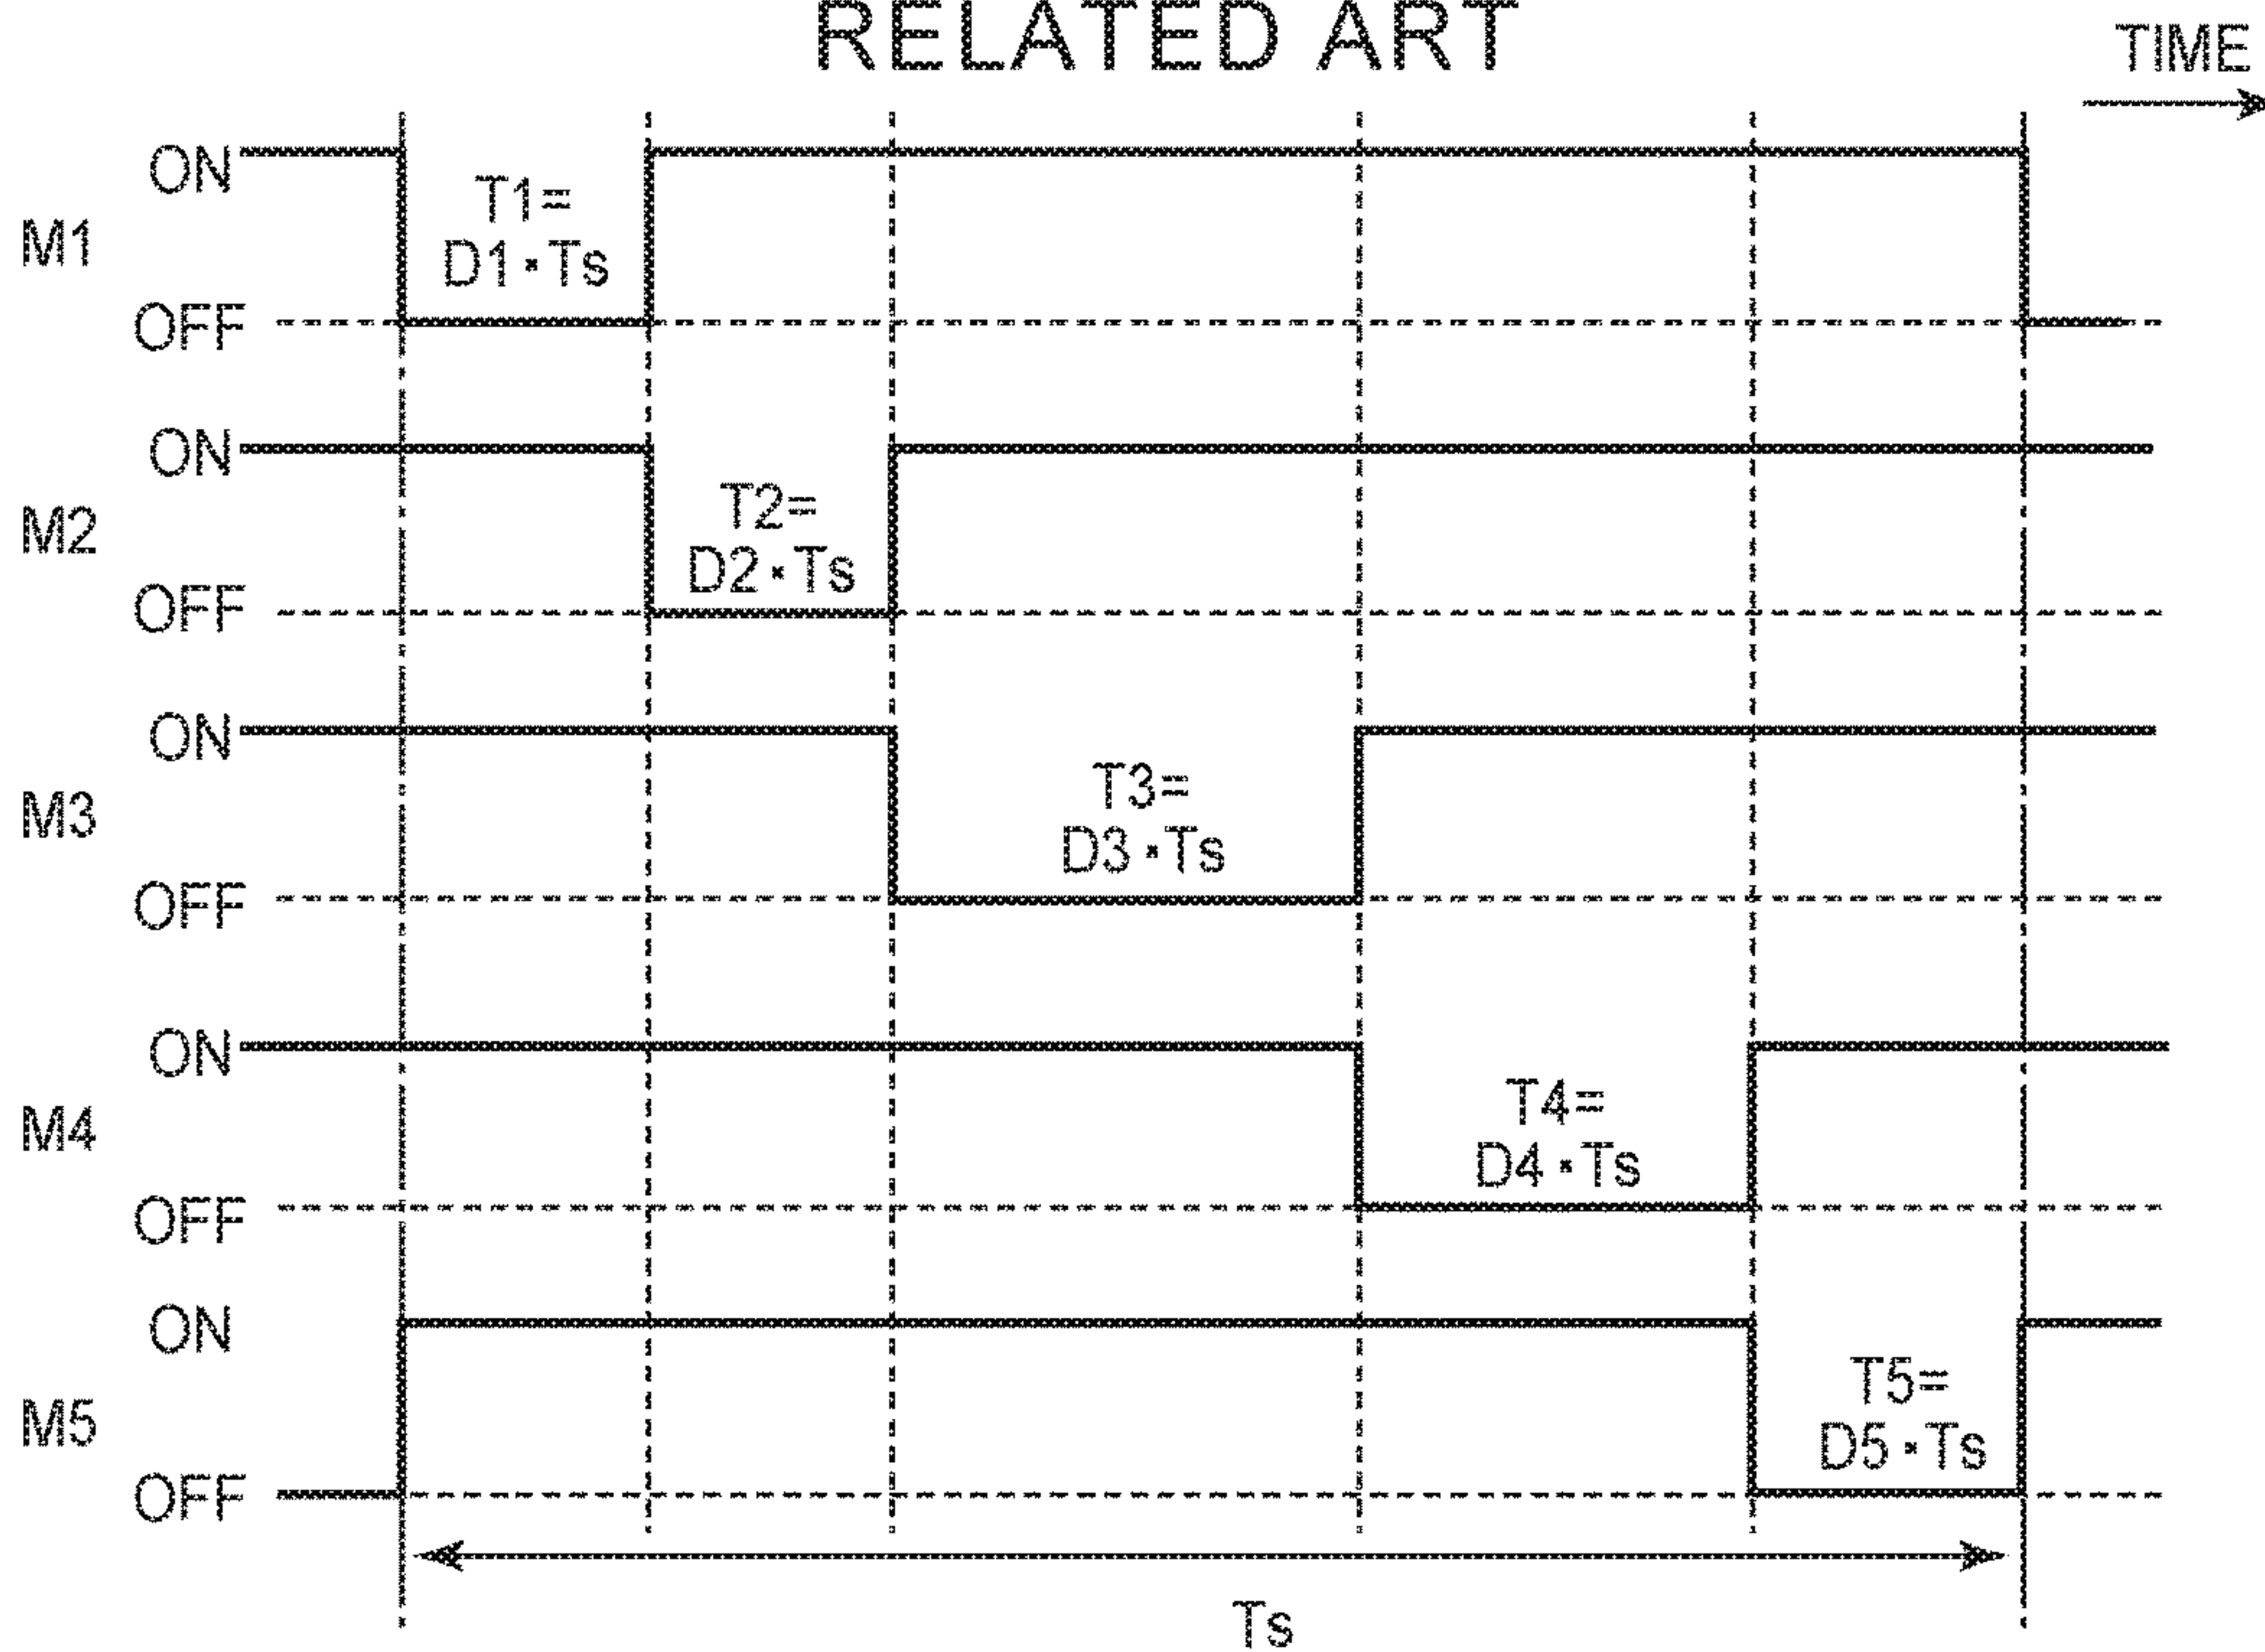 RELATED ART
TIME
ON
T1=
M1
D1·Ts
OFF
ON
T2=
M2
D2·Ts
OFF
ON
T3=
M3
D3·Ts
OFF
ON
T4=
M4
D4·Ts
OFF
ON
T5=
M5
D5·Ts
OFF
Ts